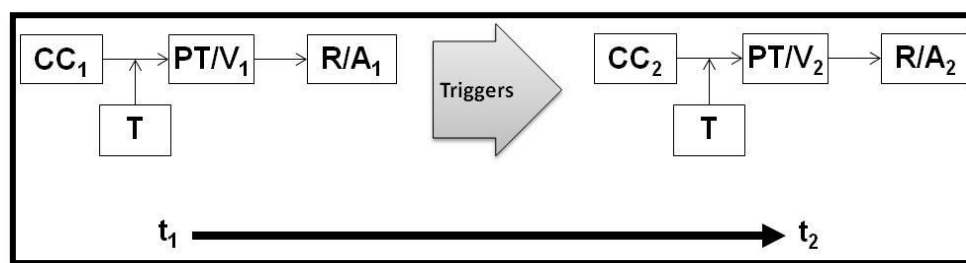 CC₁ PT/V₁ R/A₁ Triggers CC₂ PT/V₂ R/A₂
T T
t₁ t₂